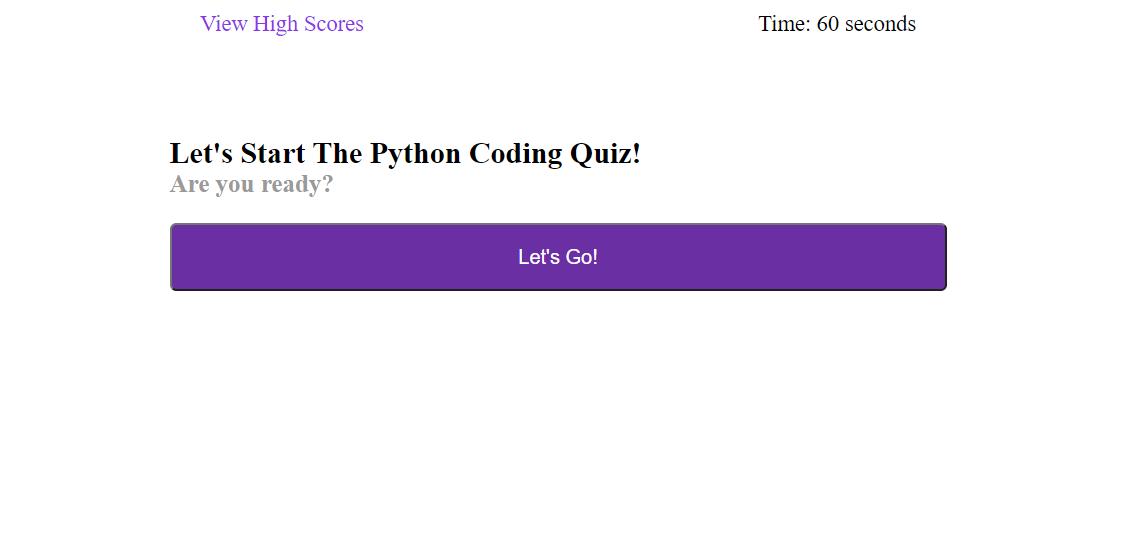 View High Scores
Time: 60 seconds
Let's Start The Python Coding Quiz!
Are you ready?
Let's Go!